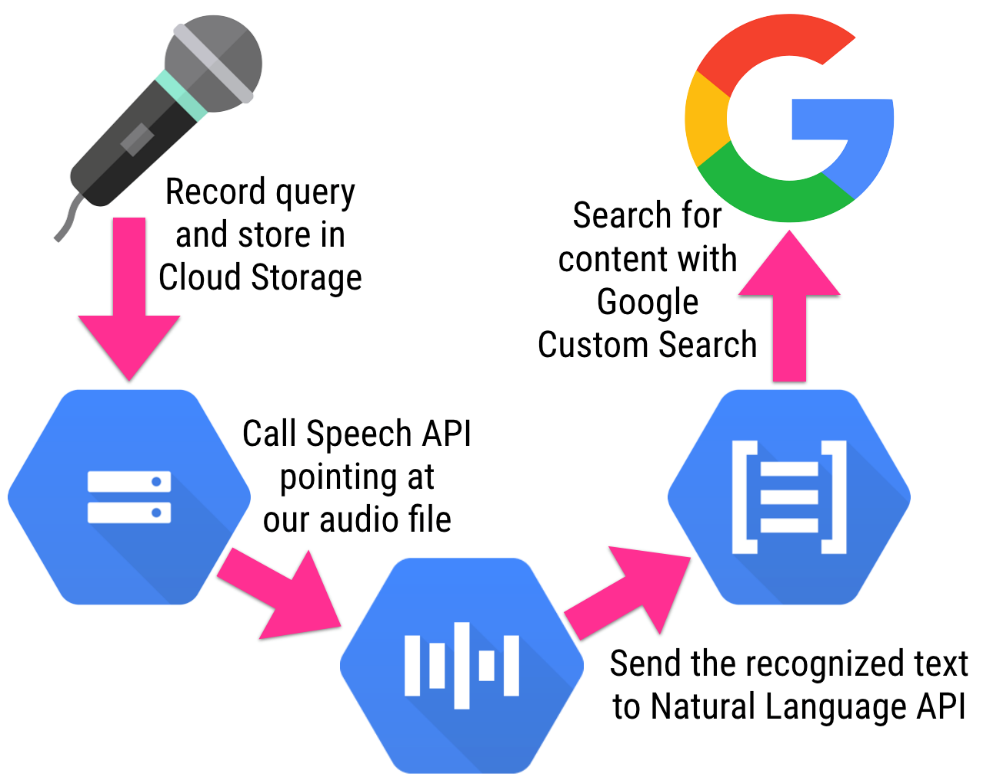 Record query
and store in
Cloud Storage
Call Speech API
pointing at
our audio file
Send the recognized text
to Natural Language API
Search for
content with
Google
Custom Search